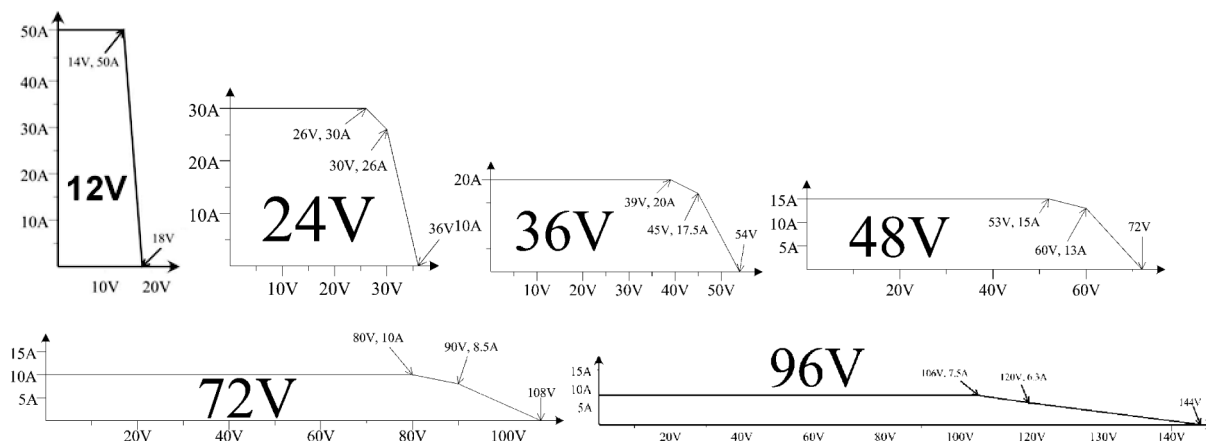 50A
14V, 50A
40A
30A
20A
12V
10A
18V
10V 20V
30A
26V, 30A
30V, 26A
20A
10A
24V
36V
10V 20V 30V
20A
39V, 20A
45V, 17.5A
10A
36V
54V
10V 20V 30V 40V 50V
15A
10A
5A
48V
53V, 15A
60V, 13A
72V
20V 40V 60V
15A
10A
5A
72V
80V, 10A
90V, 8.5A
108V
20V 40V 60V 80V 100V
15A
10A
5A
96V
106V, 7.5A
120V, 6.3A
144V
20V 40V 60V 80V 100V 120V 140V